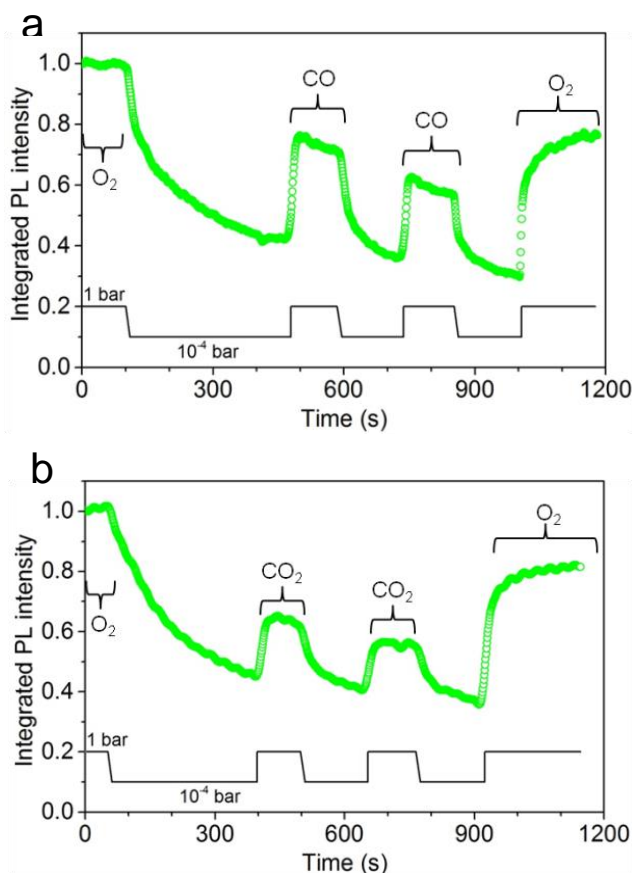 a
Integrated PL intensity
1.0
0.8
0.6
0.4
0.2
0.0
O₂
CO
CO
O₂
1 bar
10⁻⁴ bar
0
300
600
900
1200
Time (s)
b
Integrated PL intensity
1.0
0.8
0.6
0.4
0.2
0.0
O₂
CO₂
CO₂
O₂
1 bar
10⁻⁴ bar
0
300
600
900
1200
Time (s)